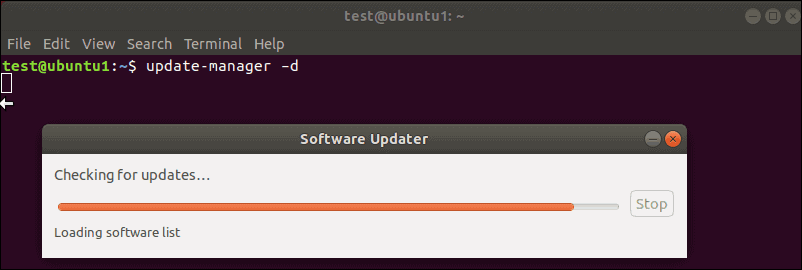 test@ubuntu1: ~
File Edit View Search Terminal Help
test@ubuntu1:~$ update-manager –d
Software Updater
Checking for updates…
Stop
Loading software list